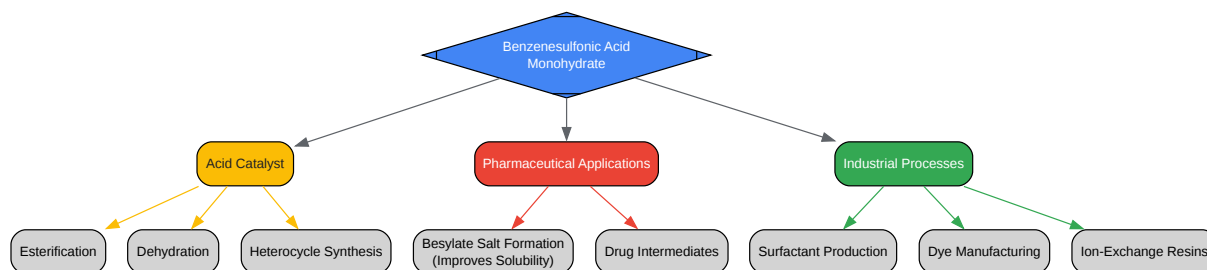 Benzenesulfonic Acid
Monohydrate
Acid Catalyst
Pharmaceutical Applications
Industrial Processes
Esterification
Dehydration
Heterocycle Synthesis
Besylate Salt Formation
(Improves Solubility)
Drug Intermediates
Surfactant Production
Dye Manufacturing
Ion-Exchange Resins